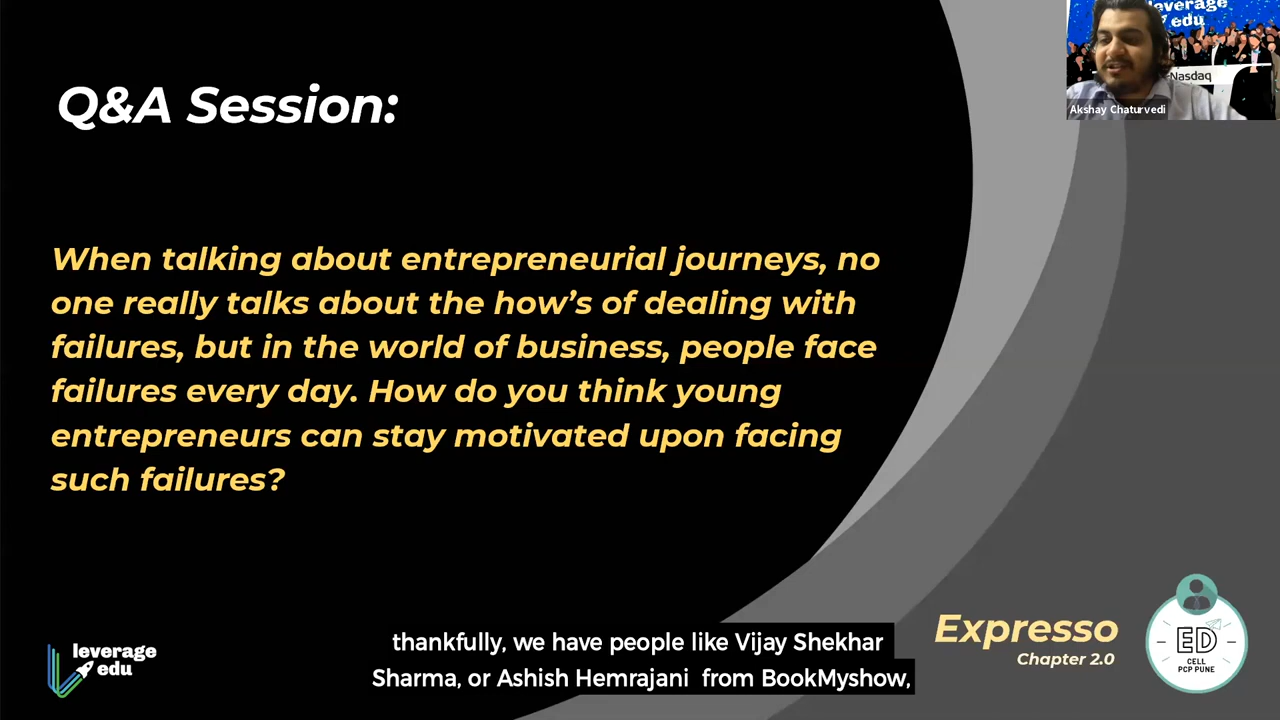 leverage
edu
Nasdaq
Akshay Chaturvedi
Q&A Session:
When talking about entrepreneurial journeys, no
one really talks about the how’s of dealing with
failures, but in the world of business, people face
failures every day. How do you think young
entrepreneurs can stay motivated upon facing
such failures?
leverage
edu
thankfully, we have people like Vijay Shekhar
Sharma, or Ashish Hemrajani from BookMyshow,
Expresso
Chapter 2.0
ED
CELL
PCP PUNE